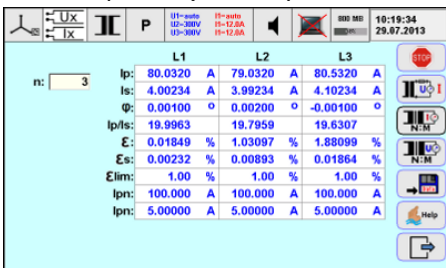 Ux
Ix
P
U1=auto I1=auto
U2=300V I1=12,0A
U3=300V I1=12,0A
800 MB
10:19:34
29.07.2013
L1 L2 L3
STOP
n: 3
Ip: 80.0320 A 79.0320 A 80.5320 A
Is: 4.00234 A 3.99234 A 4.10234 A
φ: 0.00100 o 0.00200 o -0.00100 o
Ip/Is: 19.9963 19.7959 19.6307
ε: 0.01849 % 1.03097 % 1.88099 %
εs: 0.00232 % 0.00893 % 0.01864 %
εlim: 1.00 % 1.00 % 1.00 %
Ipn: 100.000 A 100.000 A 100.000 A
Ipn: 5.00000 A 5.00000 A 5.00000 A
U I
I
N:M
U
N:M
Help